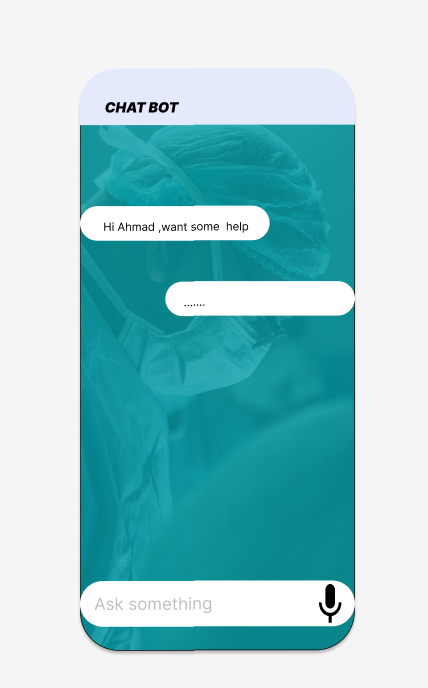 CHAT BOT
Hi Ahmad ,want some  help
.......
Ask something